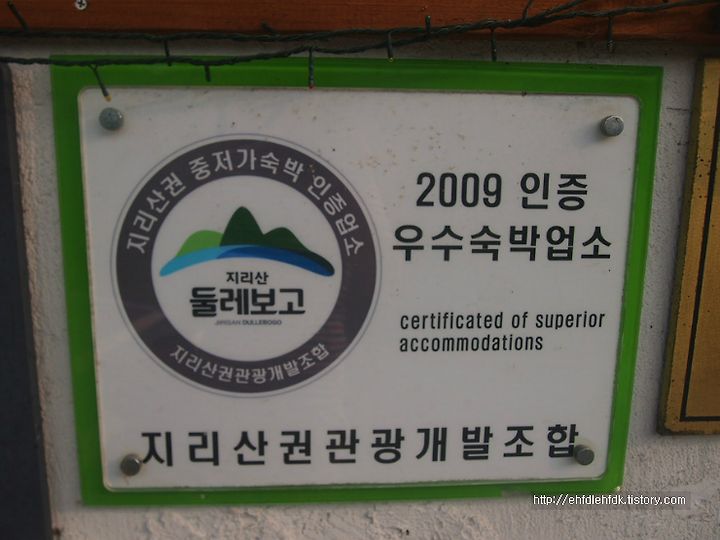 지리산권 중저가숙박 인증업소
지리산
둘레보고
JIRISAN DULLEBOGO
지리산권관광개발조합
2009 인증
우수숙박업소
certificated of superior
accommodations
지리산권관광개발조합
http://ehfdlehfdk.tistory.com